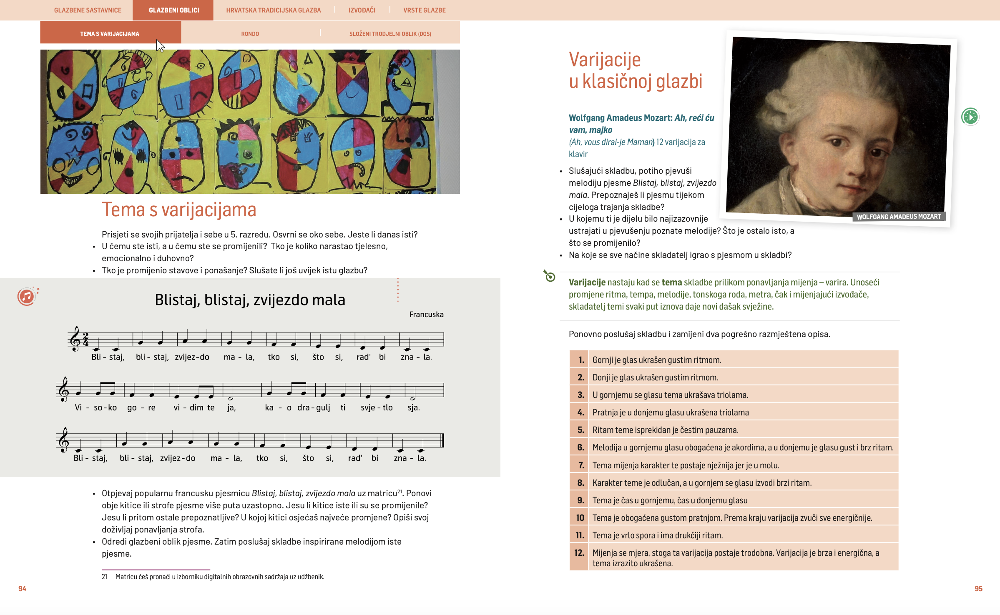 GLAZBENE SASTAVNICE
GLAZBENI OBLICI
HRVATSKA TRADICIJSKA GLAZBA
IZVOĐAČI
VRSTE GLAZBE
TEMA S VARIJACIJAMA
RONDO
SLOŽENI TRODJELNI OBLIK (DOS)
Tema s varijacijama
Prisjeti se svojih prijatelja i sebe u 5. razredu. Osvrni se oko sebe. Jeste li danas isti?
• U čemu ste isti, a u čemu ste se promijenili? Tko je koliko narastao tjelesno,
emocionalno i duhovno?
• Tko je promijenio stavove i ponašanje? Slušate li još uvijek istu glazbu?
Blistaj, blistaj, zvijezdo mala
Francuska
2
4
Bli - staj, bli - staj, zvijez - do ma - la, tko si, što si, rad' bi zna - la.
Vi - so - ko go - re vi - dim te ja, ka - o dra - gulj ti svje - tlo sja.
Bli - staj, bli - staj, zvijez - do ma - la, tko si, što si, rad' bi zna - la.
• Otpjevaj popularnu francusku pjesmicu Blistaj, blistaj, zvijezdo mala uz matricu21. Ponovi
obje kitice ili strofe pjesme više puta uzastopno. Jesu li kitice iste ili su se promijenile?
Jesu li pritom ostale prepoznatljive? U kojoj kitici osjećaš najveće promjene? Opiši svoj
doživljaj ponavljanja strofa.
• Odredi glazbeni oblik pjesme. Zatim poslušaj skladbe inspirirane melodijom iste
pjesme.
21 Matricu ćeš pronaći u izborniku digitalnih obrazovnih sadržaja uz udžbenik.
94
Varijacije
u klasičnoj glazbi
Wolfgang Amadeus Mozart: Ah, reći ću
vam, majko
(Ah, vous dirai-je Maman) 12 varijacija za
klavir
• Slušajući skladbu, potiho pjevuši
melodiju pjesme Blistaj, blistaj, zvijezdo
mala. Prepoznaješ li pjesmu tijekom
cijeloga trajanja skladbe?
• U kojemu ti je dijelu bilo najizazovnije
ustrajati u pjevušenju poznate melodije? Što je ostalo isto, a
što se promijenilo?
• Na koje se sve načine skladatelj igrao s pjesmom u skladbi?
WOLFGANG AMADEUS MOZART
Varijacije nastaju kad se tema skladbe prilikom ponavljanja mijenja – varira. Unoseći
promjene ritma, tempa, melodije, tonskoga roda, metra, čak i mijenjajući izvođače,
skladatelj temi svaki put iznova daje novi dašak svježine.
Ponovno poslušaj skladbu i zamijeni dva pogrešno razmještena opisa.
1. Gornji je glas ukrašen gustim ritmom.
2. Donji je glas ukrašen gustim ritmom.
3. U gornjemu se glasu tema ukrašava triolama.
4. Pratnja je u donjemu glasu ukrašena triolama
5. Ritam teme isprekidan je čestim pauzama.
6. Melodija u gornjemu glasu obogaćena je akordima, a u donjemu je glasu gust i brz ritam.
7. Tema mijenja karakter te postaje nježnija jer je u molu.
8. Karakter teme je odlučan, a u gornjem se glasu izvodi brzi ritam.
9. Tema je čas u gornjemu, čas u donjemu glasu
10 Tema je obogaćena gustom pratnjom. Prema kraju varijacija zvuči sve energičnije.
11. Tema je vrlo spora i ima drukčiji ritam.
12. Mijenja se mjera, stoga ta varijacija postaje trodobna. Varijacija je brza i energična, a
tema izrazito ukrašena.
95